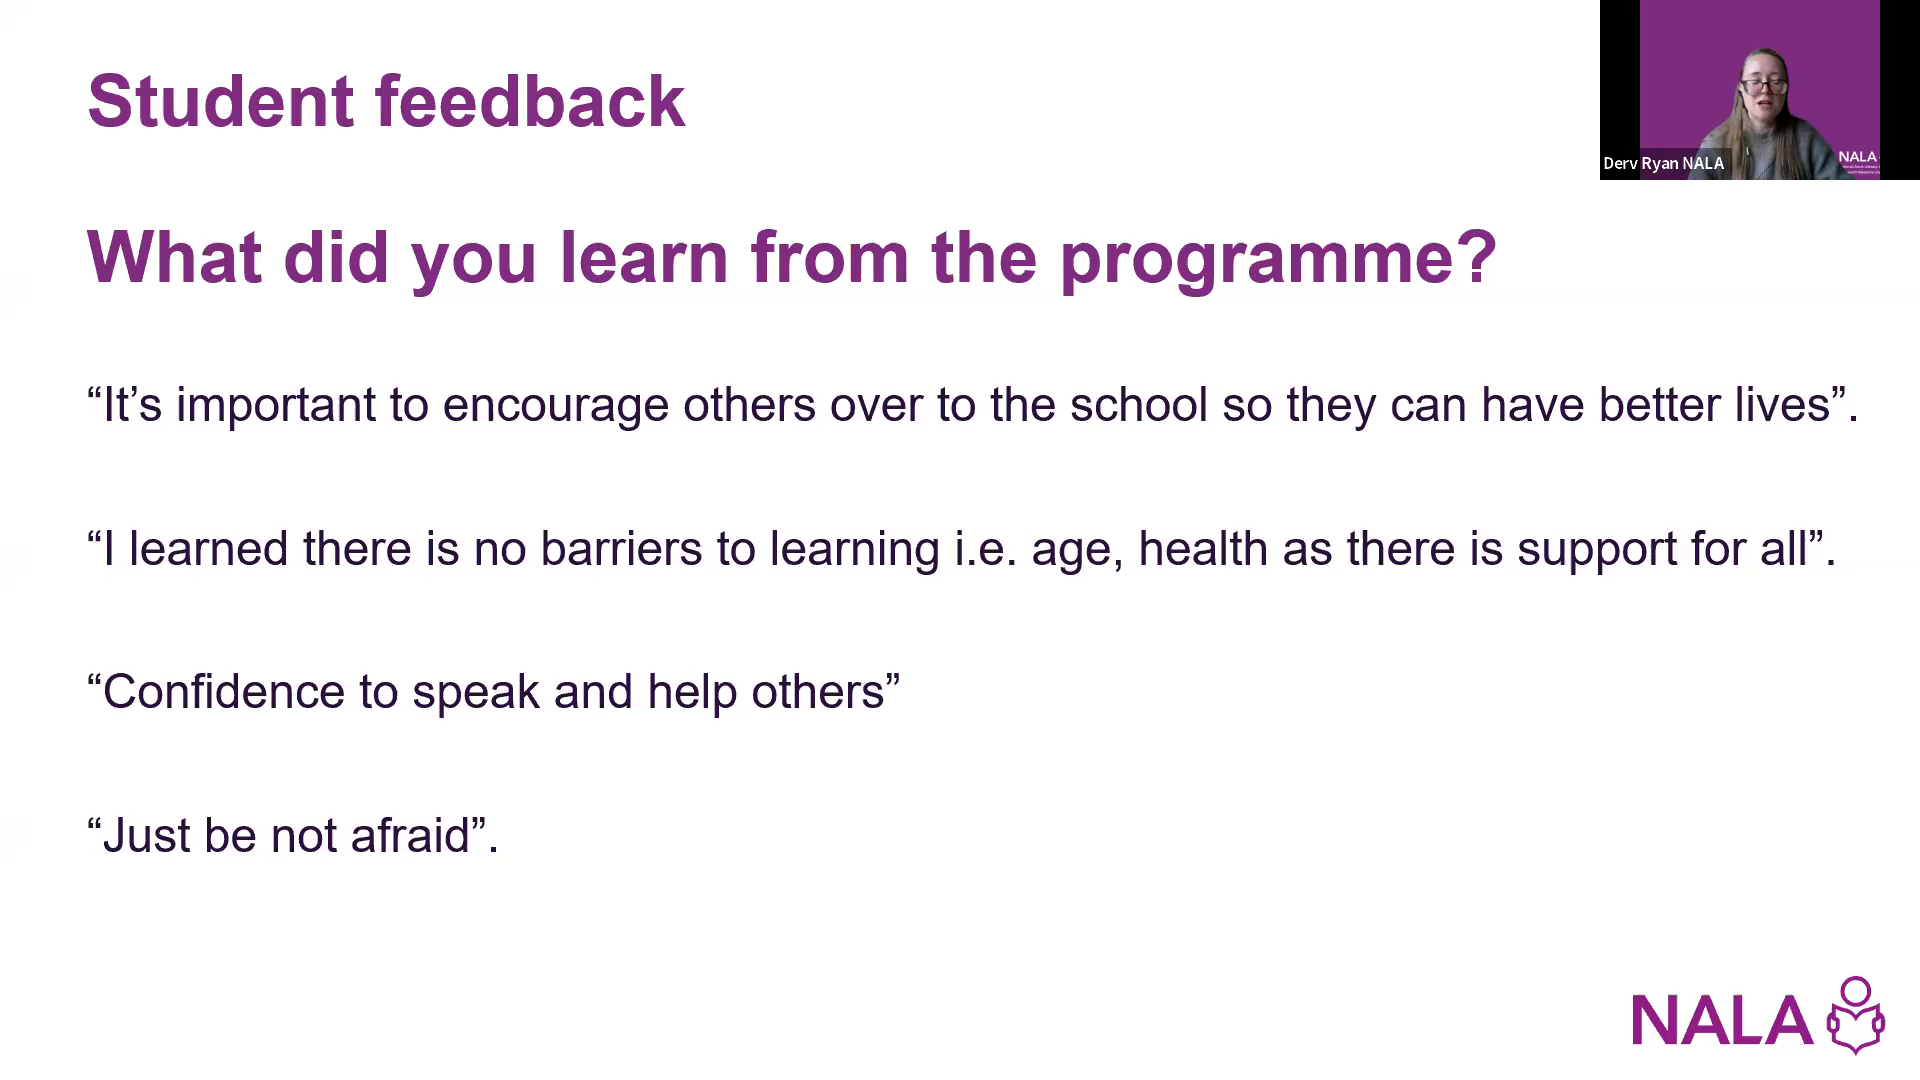 Student feedback
What did you learn from the programme?
“It’s important to encourage others over to the school so they can have better lives”.
“I learned there is no barriers to learning i.e. age, health as there is support for all”.
“Confidence to speak and help others”
“Just be not afraid”.
Derv Ryan NALA
NALA
NALA